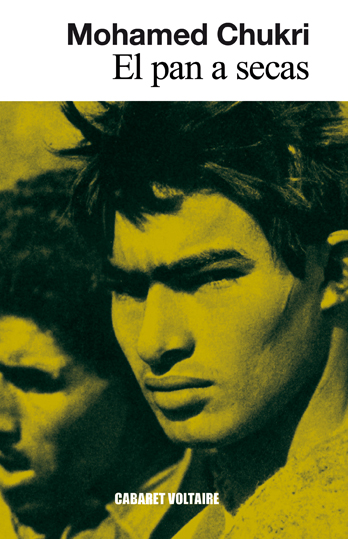 Mohamed Chukri
El pan a secas
CABARET VOLTAIRE